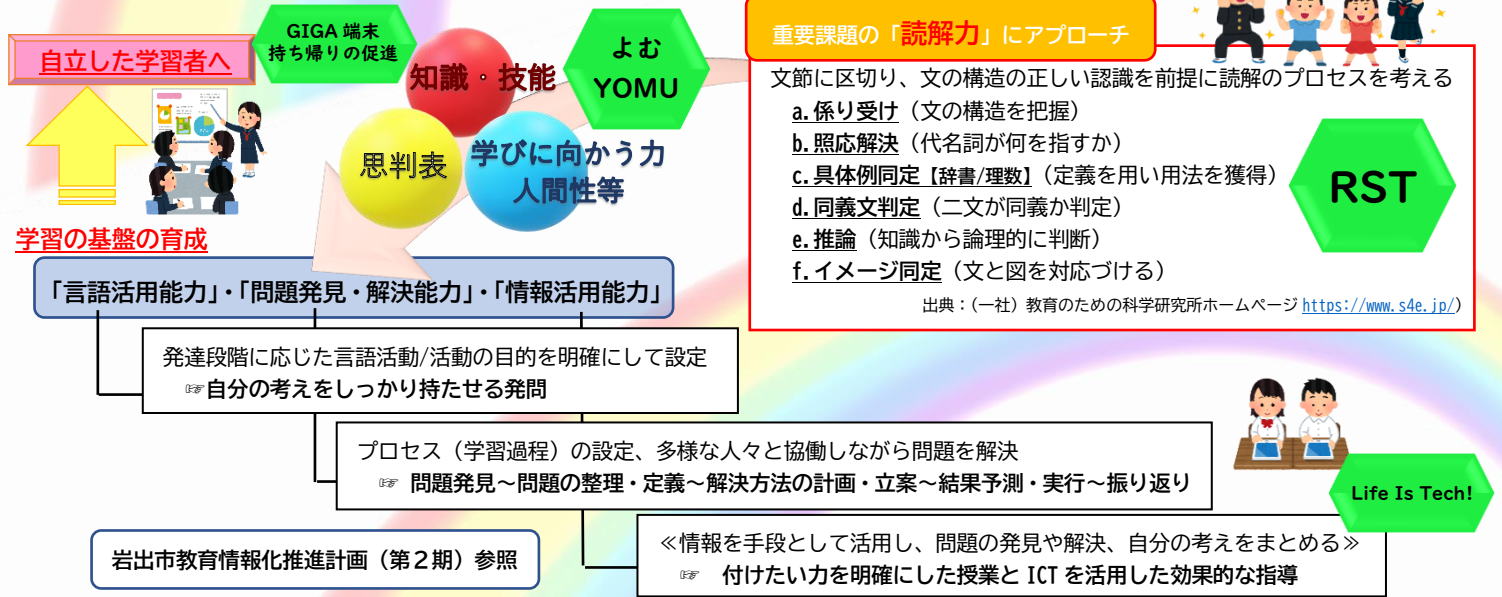 GIGA 端末
持ち帰りの促進
自立した学習者へ
知識・技能
思判表
学びに向かう力
人間性等
よむ
YOMU
学習の基盤の育成
「言語活用能力」・「問題発見・解決能力」・「情報活用能力」
発達段階に応じた言語活動/活動の目的を明確にして設定
☞自分の考えをしっかり持たせる発問
プロセス（学習過程）の設定、多様な人々と協働しながら問題を解決
☞ 問題発見～問題の整理・定義～解決方法の計画・立案～結果予測・実行～振り返り
≪情報を手段として活用し、問題の発見や解決、自分の考えをまとめる≫
☞ 付けたい力を明確にした授業と ICT を活用した効果的な指導
岩出市教育情報化推進計画（第２期）参照
重要課題の「読解力」にアプローチ
文節に区切り、文の構造の正しい認識を前提に読解のプロセスを考える
a.係り受け（文の構造を把握）
b.照応解決（代名詞が何を指すか）
c.具体例同定【辞書/理数】（定義を用い用法を獲得）
d.同義文判定（二文が同義か判定）
e.推論（知識から論理的に判断）
f.イメージ同定（文と図を対応づける）
RST
出典：（一社）教育のための科学研究所ホームページ https://www.s4e.jp/）
Life Is Tech!